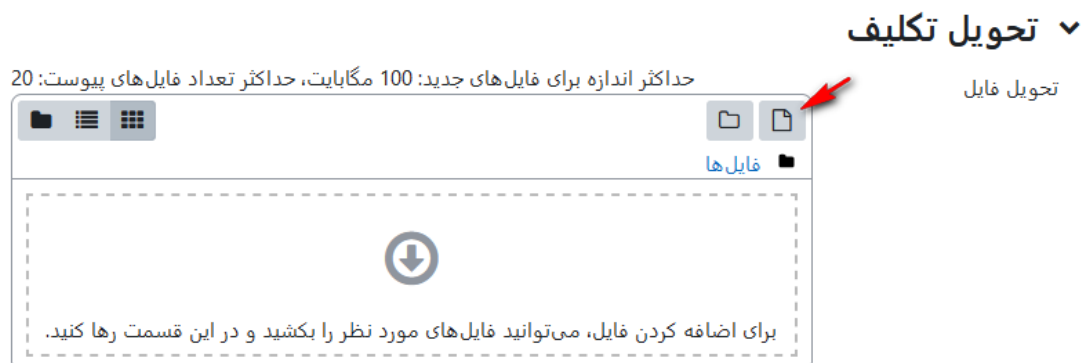 تحویل تکلیف
حداکثر اندازه برای فایل‌های جدید: 100 مگابایت، حداکثر تعداد فایل‌های پیوست: 20
تحویل فایل
فایل‌ها
برای اضافه کردن فایل، می‌توانید فایل‌های مورد نظر را بکشید و در این قسمت رها کنید.